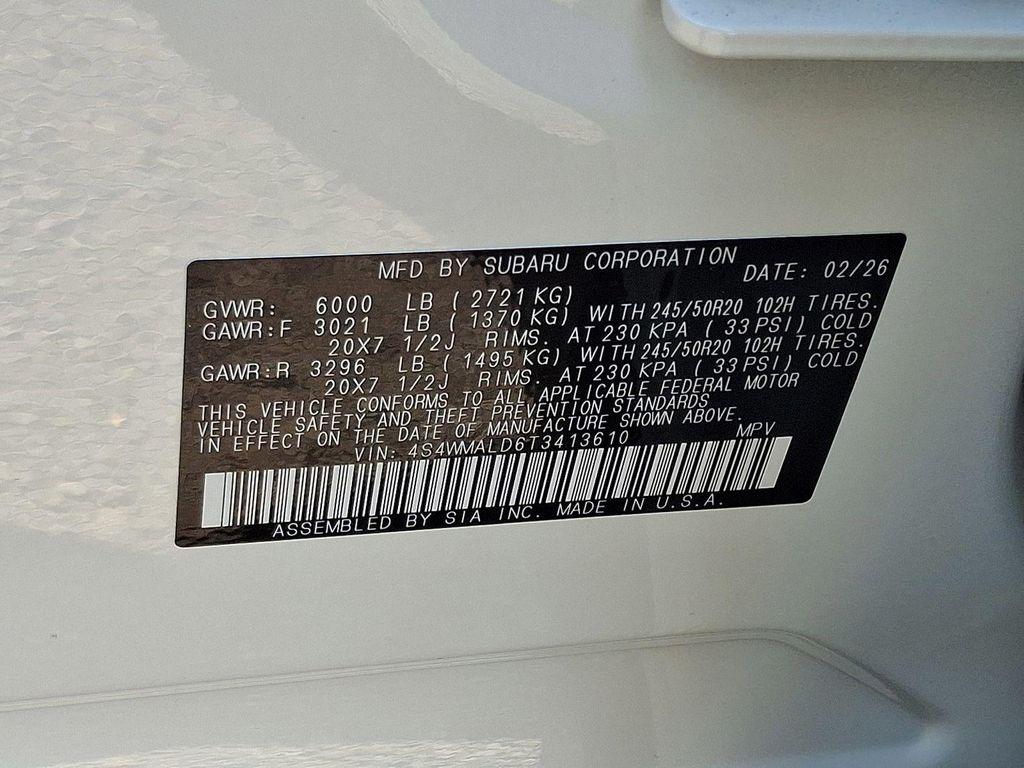 MFD BY SUBARU CORPORATION DATE: 02/26
GVWR: 6000 LB ( 2721 KG)
GAWR:F 3021 LB ( 1370 KG) WITH 245/50R20 102H TIRES.
20X7 1/2J RIMS. AT 230 KPA ( 33 PSI) COLD
GAWR:R 3296 LB ( 1495 KG) WITH 245/50R20 102H TIRES.
20X7 1/2J RIMS. AT 230 KPA ( 33 PSI) COLD
THIS VEHICLE CONFORMS TO ALL APPLICABLE FEDERAL MOTOR
VEHICLE SAFETY AND THEFT PREVENTION STANDARDS
IN EFFECT ON THE DATE OF MANUFACTURE SHOWN ABOVE.
VIN: 4S4WMALD6T3413610 MPV
ASSEMBLED BY SIA INC. MADE IN U.S.A.